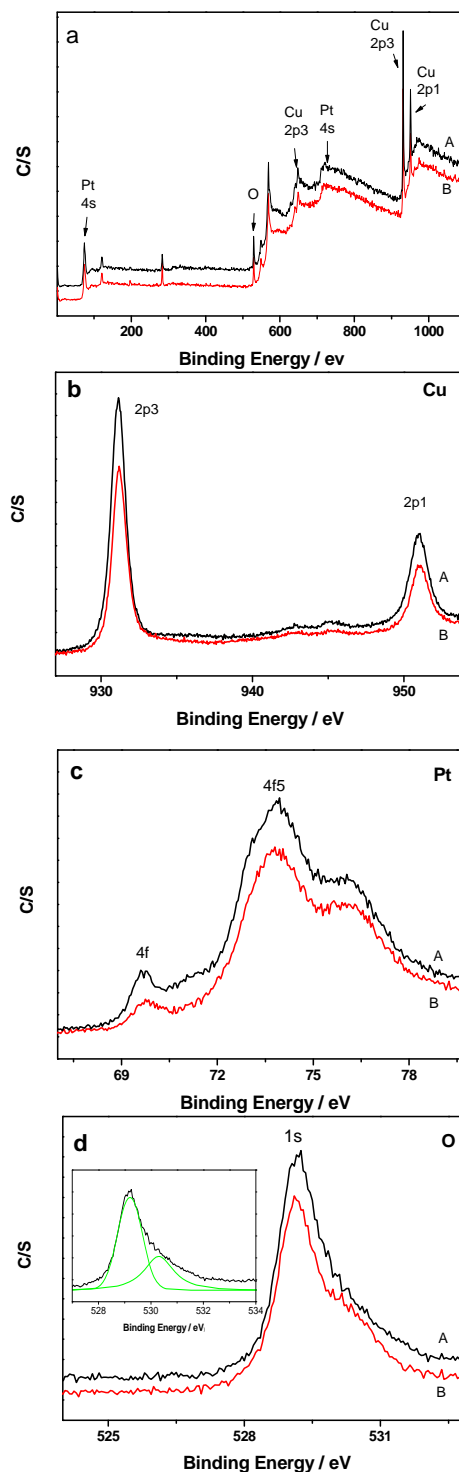 a
Cu
2p3
Cu
2p1
A
Cu
2p3
Pt
4s
B
Pt
4s
O
C/S
0 200 400 600 800 1000
Binding Energy / ev
b
Cu
2p3
2p1
A
B
C/S
930 940 950
Binding Energy / eV
c
Pt
4f5
4f
A
B
C/S
69 72 75 78
Binding Energy / eV
d
1s
O
528 530 532 534
Binding Energy / eV
A
B
C/S
525 528 531
Binding Energy / eV